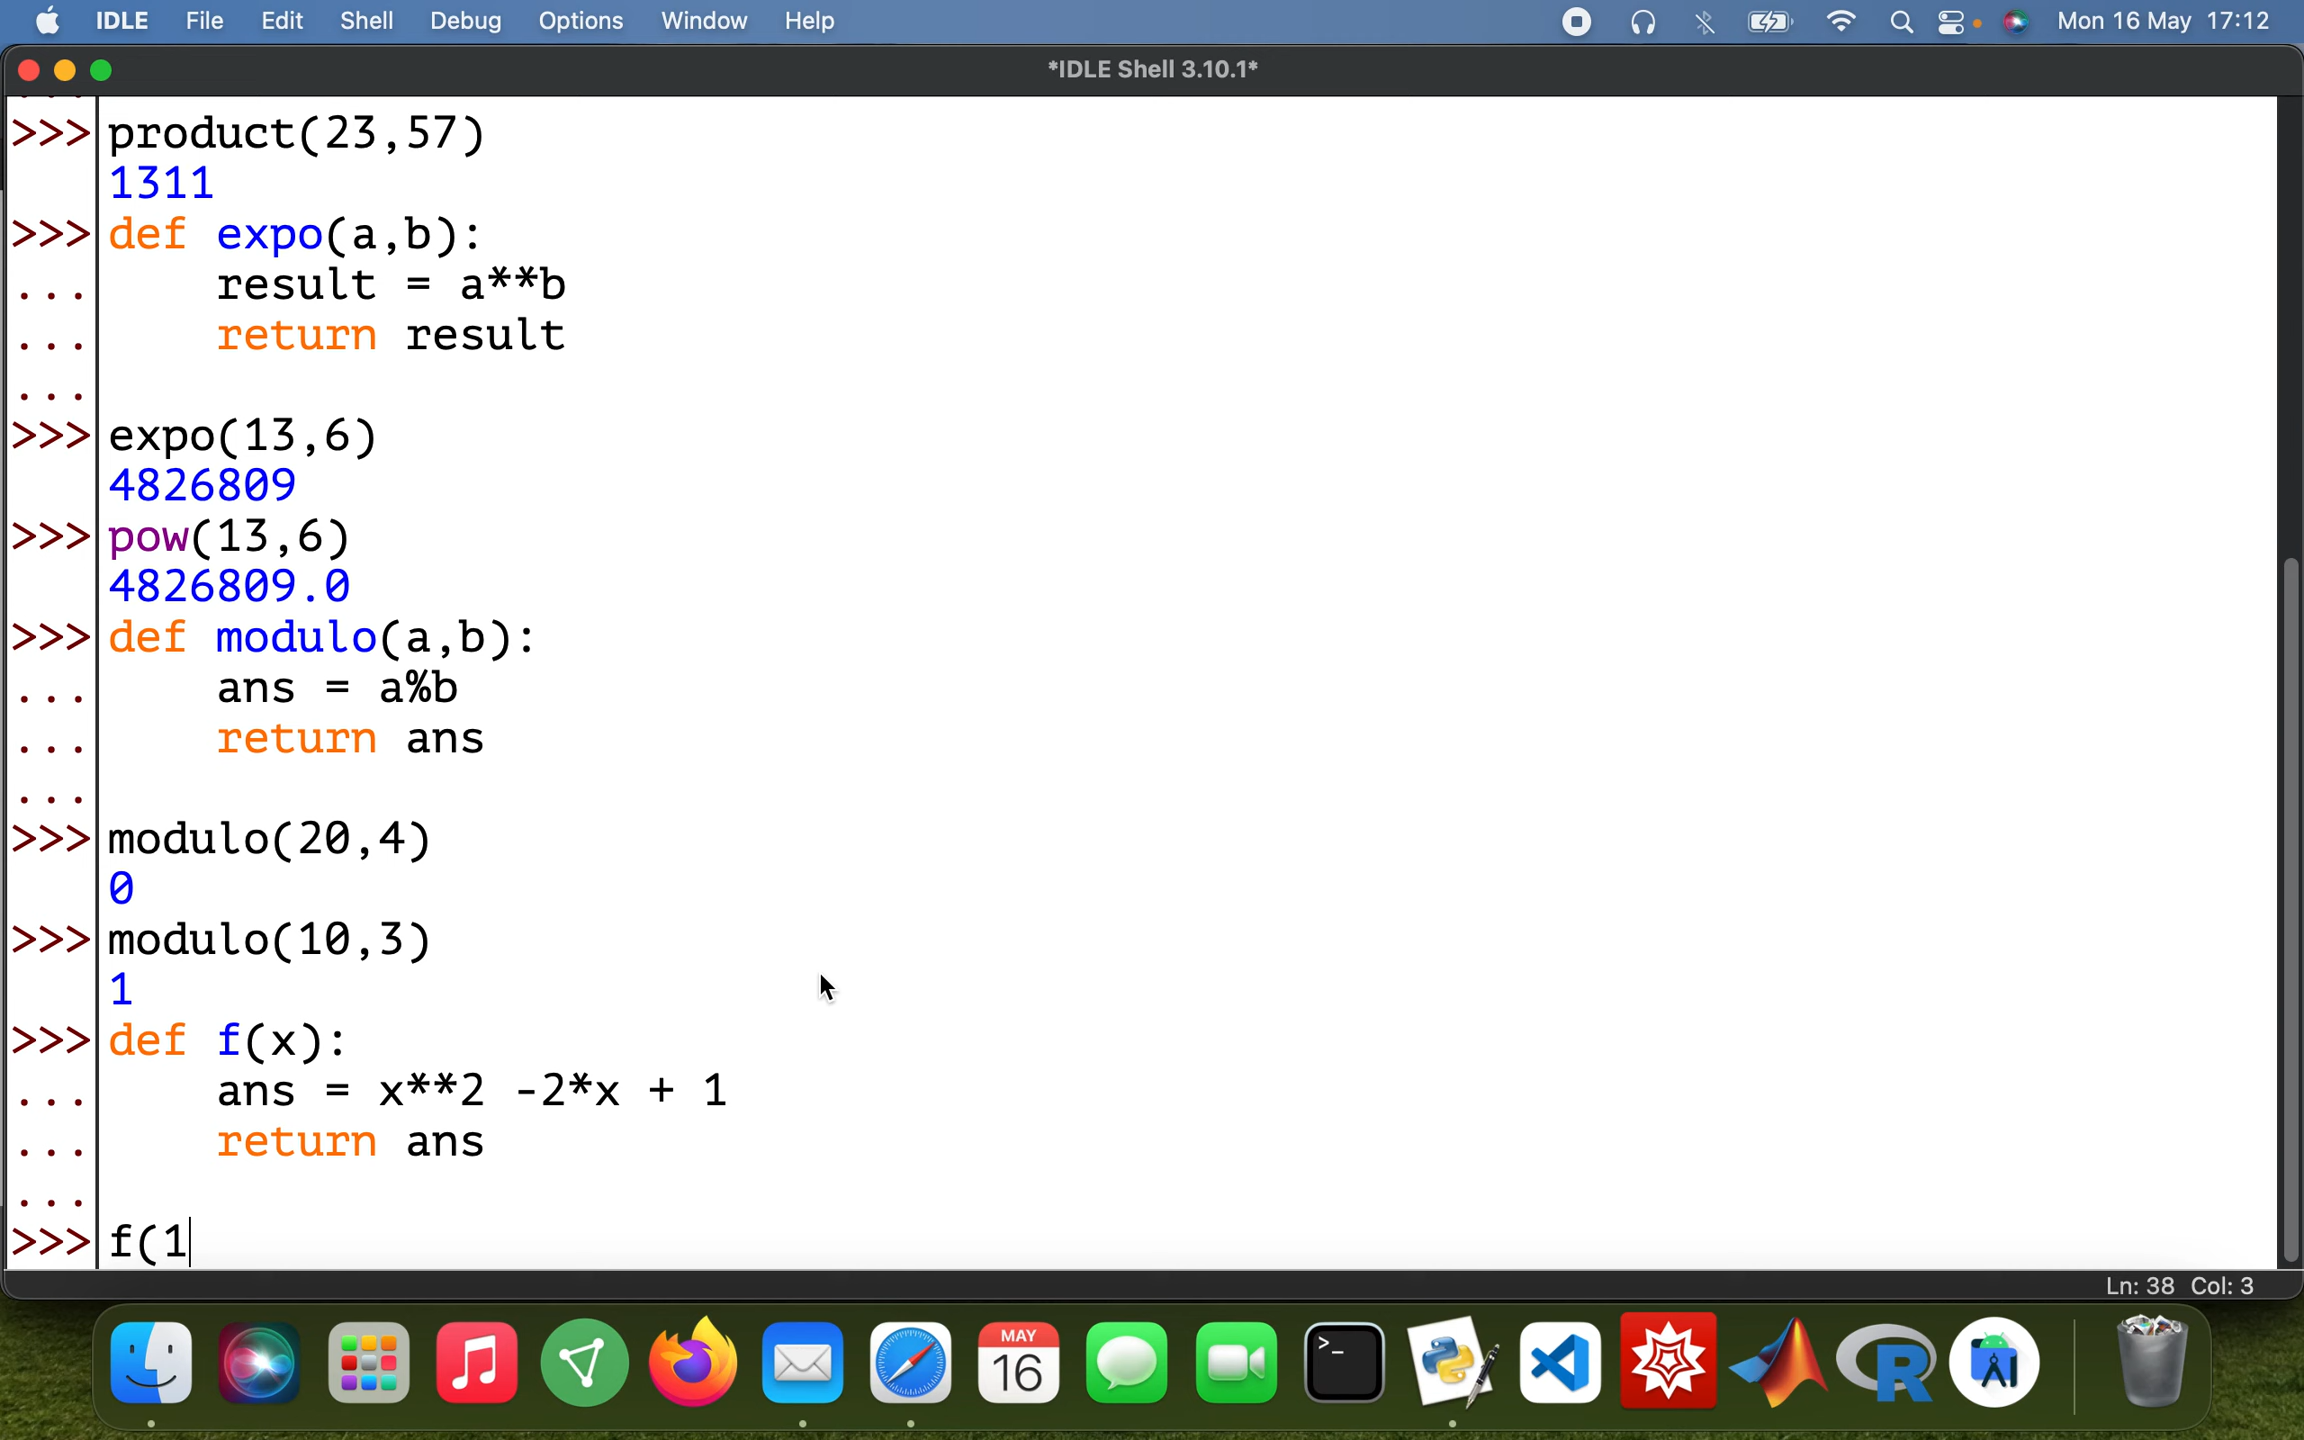 IDLE File Edit Shell Debug Options Window Help Mon 16 May 17:12
*IDLE Shell 3.10.1*
>>> product(23,57)
1311
>>> def expo(a,b):
... result = a**b
... return result
...
>>> expo(13,6)
4826809
>>> pow(13,6)
4826809.0
>>> def modulo(a,b):
... ans = a%b
... return ans
...
>>> modulo(20,4)
0
>>> modulo(10,3)
1
>>> def f(x):
... ans = x**2 -2*x + 1
... return ans
...
>>> f(1
Ln: 38 Col: 3
MAY
16
>_
R